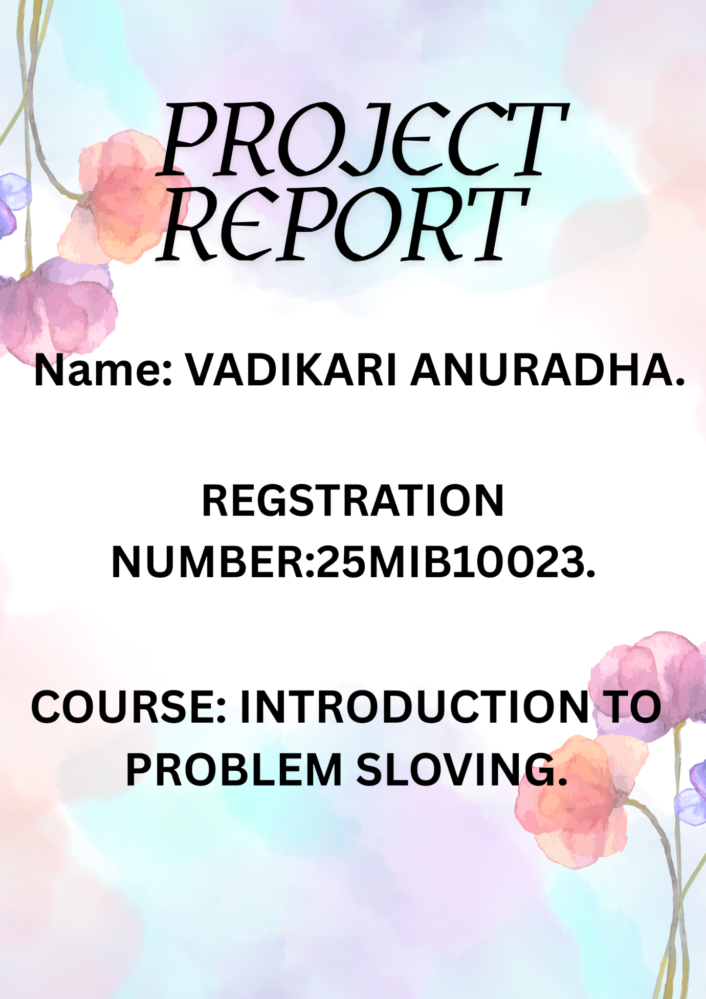 PROJECT
REPORT
Name: VADIKARI ANURADHA.
REGSTRATION
NUMBER:25MIB10023.
COURSE: INTRODUCTION TO
PROBLEM SLOVING.